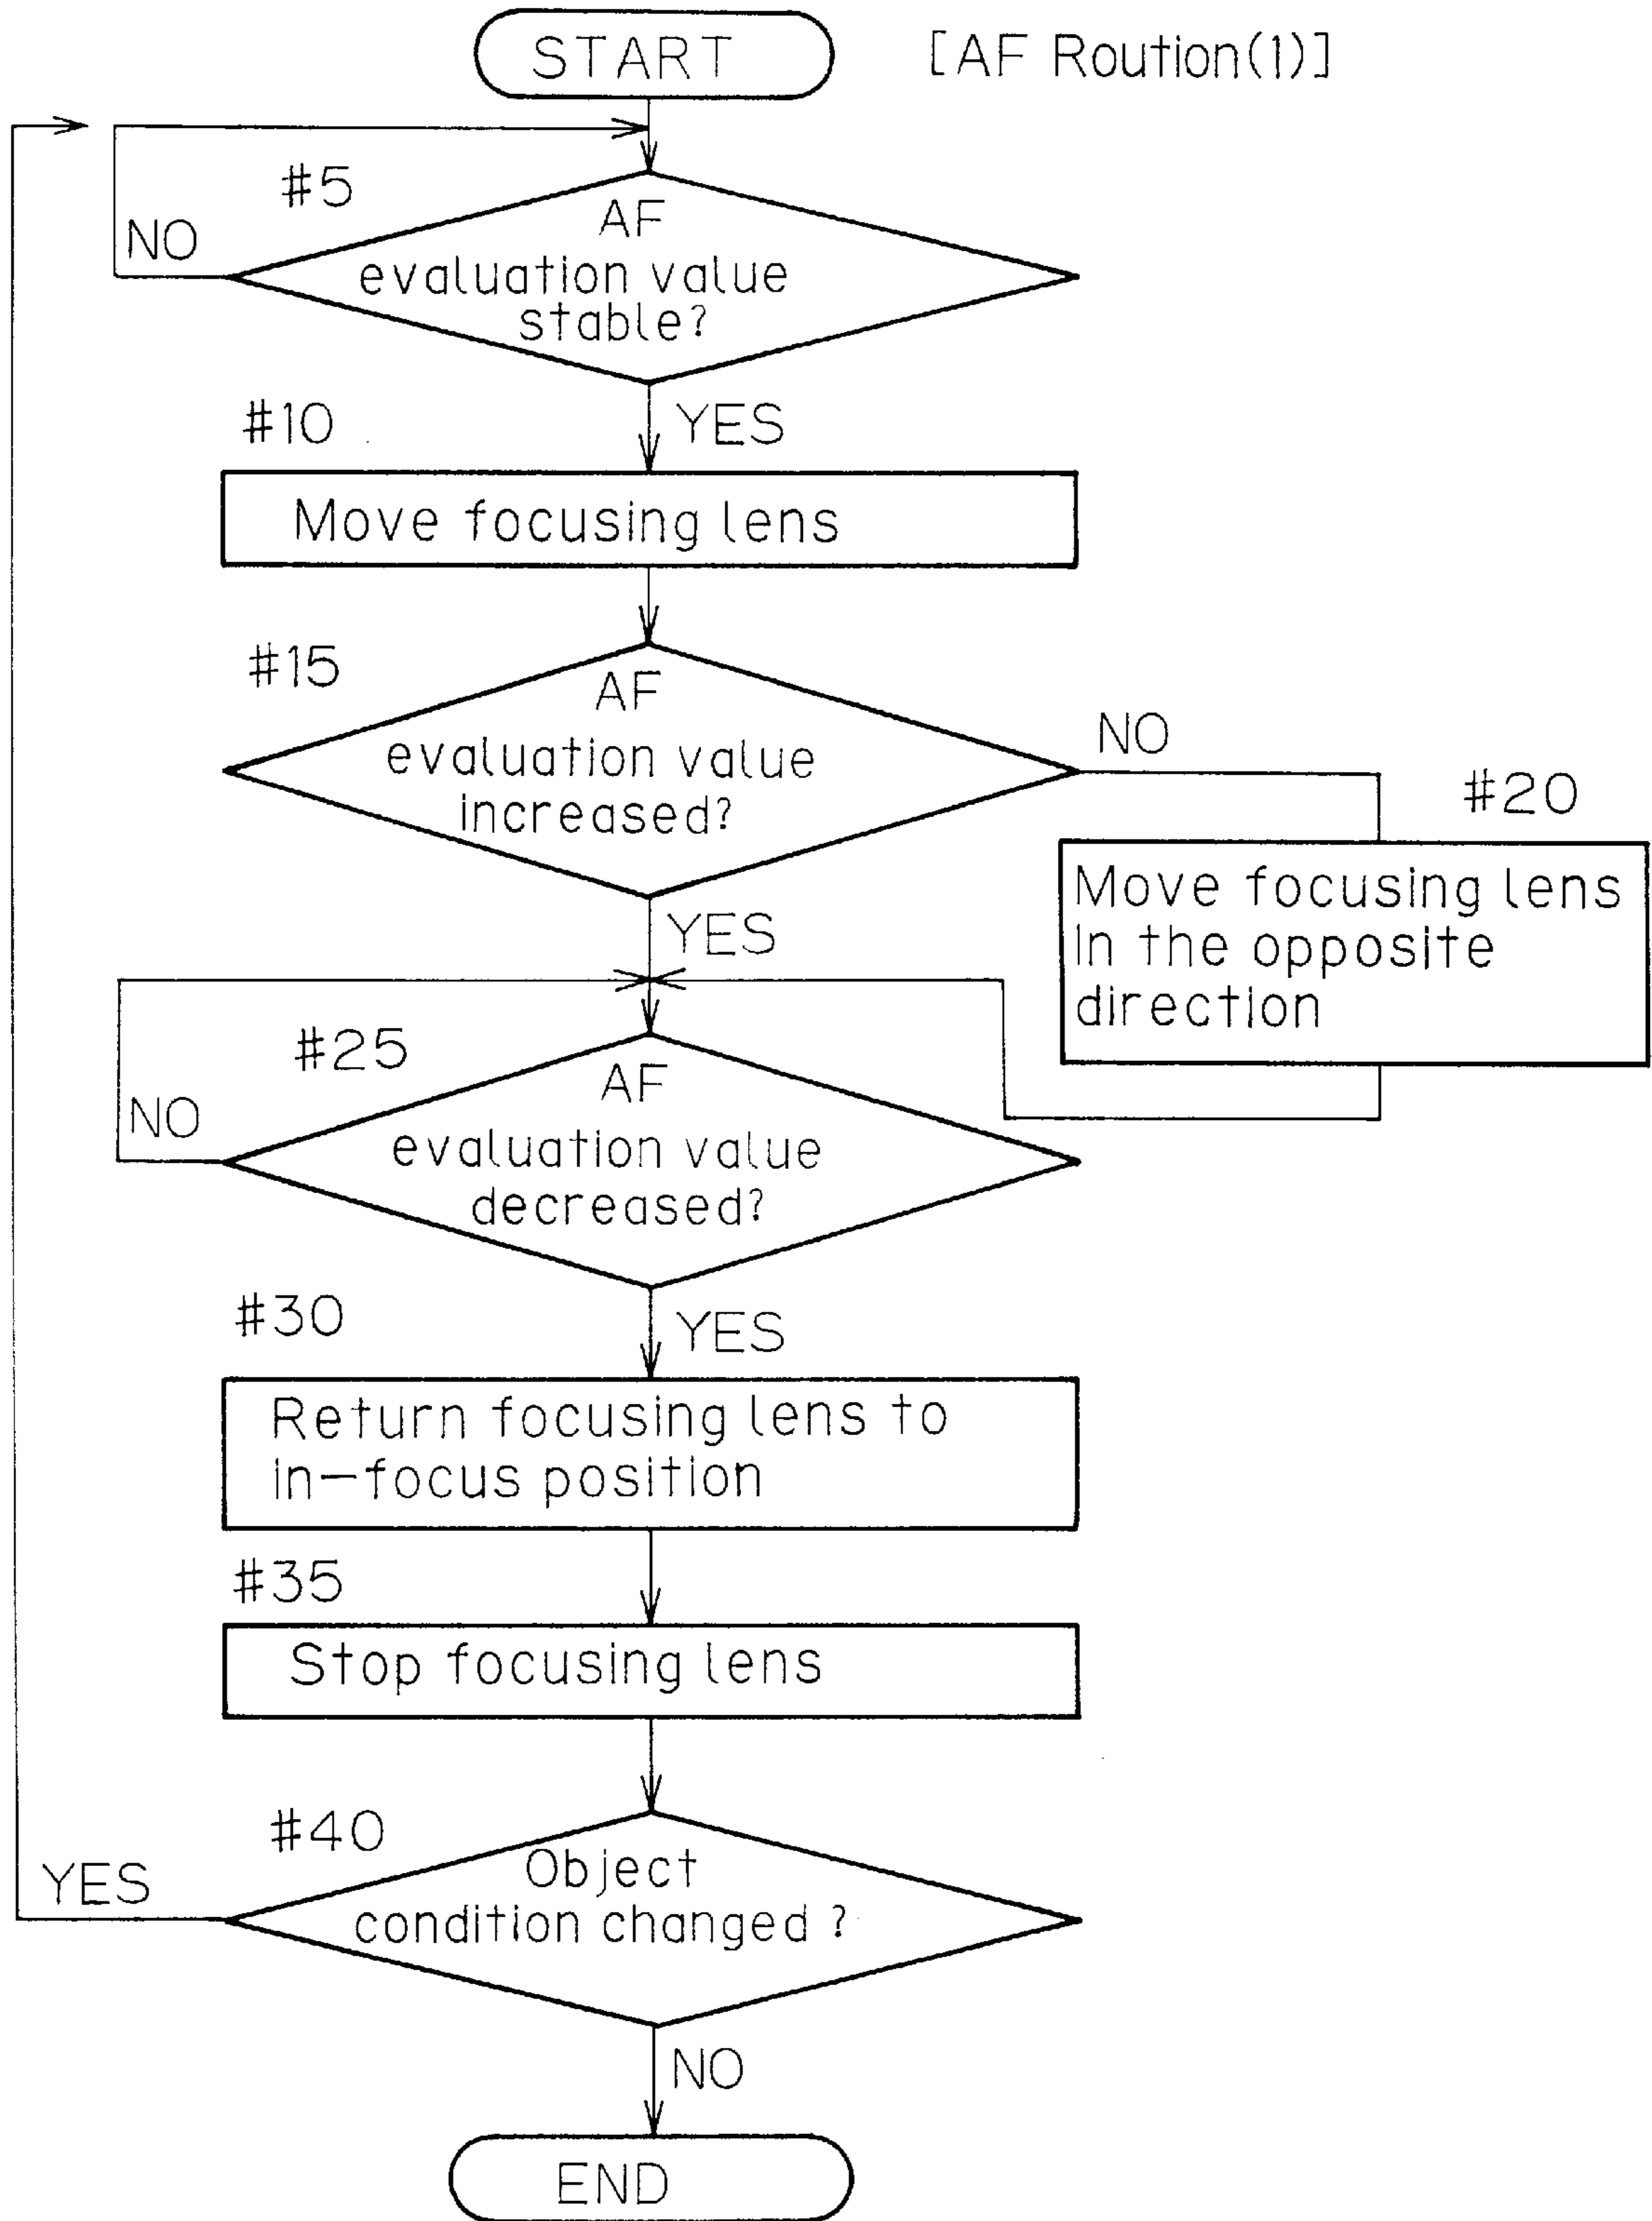 START
[AF Roution(1)]
#5
NO
AF
evaluation value
stable?
#10
YES
Move focusing lens
#15
AF
evaluation value
increased?
NO
#20
Move focusing lens
In the opposite
direction
YES
#25
NO
AF
evaluation value
decreased?
#30
YES
Return focusing lens to
in-focus position
#35
Stop focusing lens
#40
YES
Object
condition changed ?
NO
END